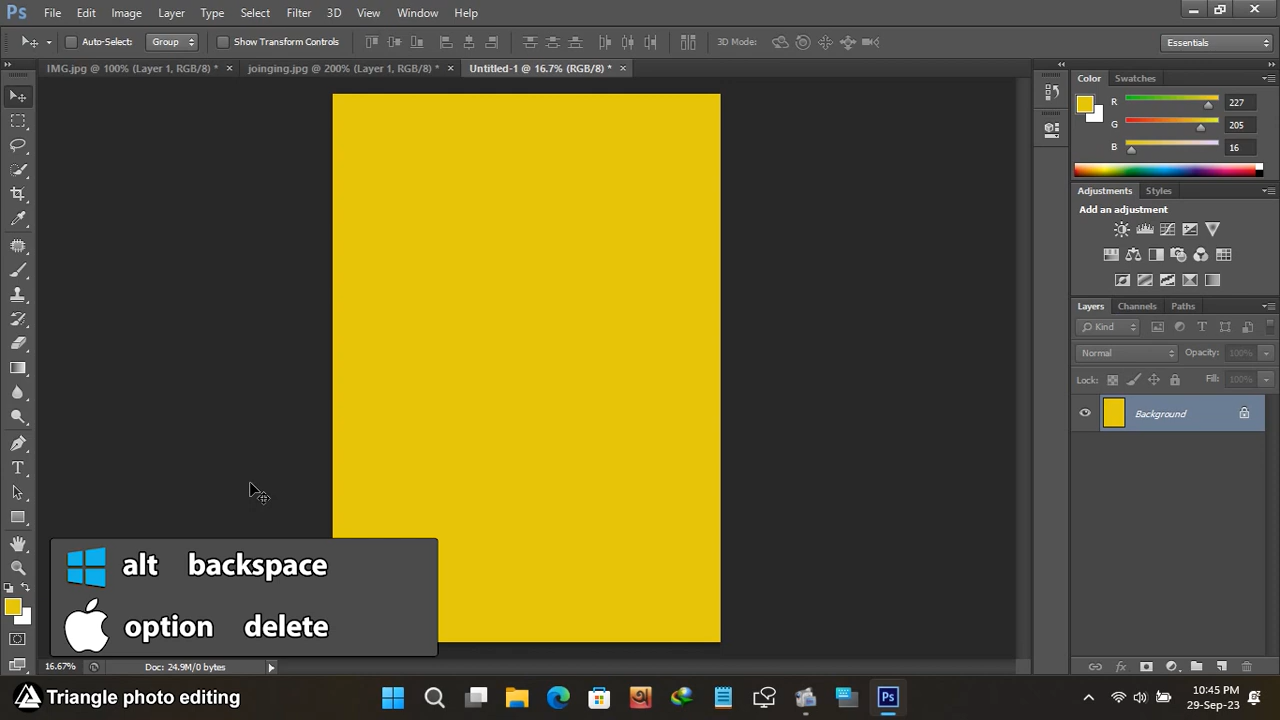 Ps File Edit Image Layer Type Select Filter 3D View Window Help
Auto-Select: Group Show Transform Controls 3D Mode: Essentials
IMG.jpg @ 100% (Layer 1, RGB/8) * × joinging.jpg @ 200% (Layer 1, RGB/8) * × Untitled-1 @ 16.7% (RGB/8) * ×
Color Swatches
R 227
G 205
B 16
Adjustments Styles
Add an adjustment
Layers Channels Paths
Kind
Normal Opacity: 100%
Lock: Fill: 100%
Background
alt backspace
option delete
16.67% Doc: 24.9M/0 bytes
Triangle photo editing
Ps
10:45 PM
29-Sep-23